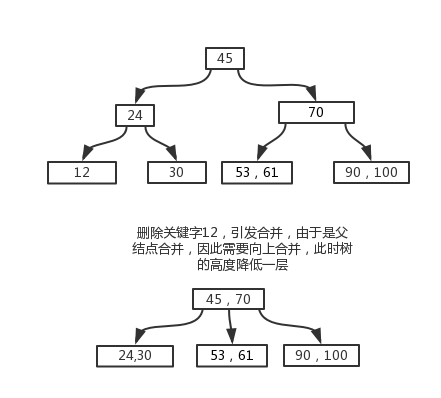 45
24
70
12
30
53 , 61
90 , 100
删除关键字12，引发合并，由于是父
结点合并，因此需要向上合并，此时树
的高度降低一层
45 , 70
24,30
53 , 61
90 , 100